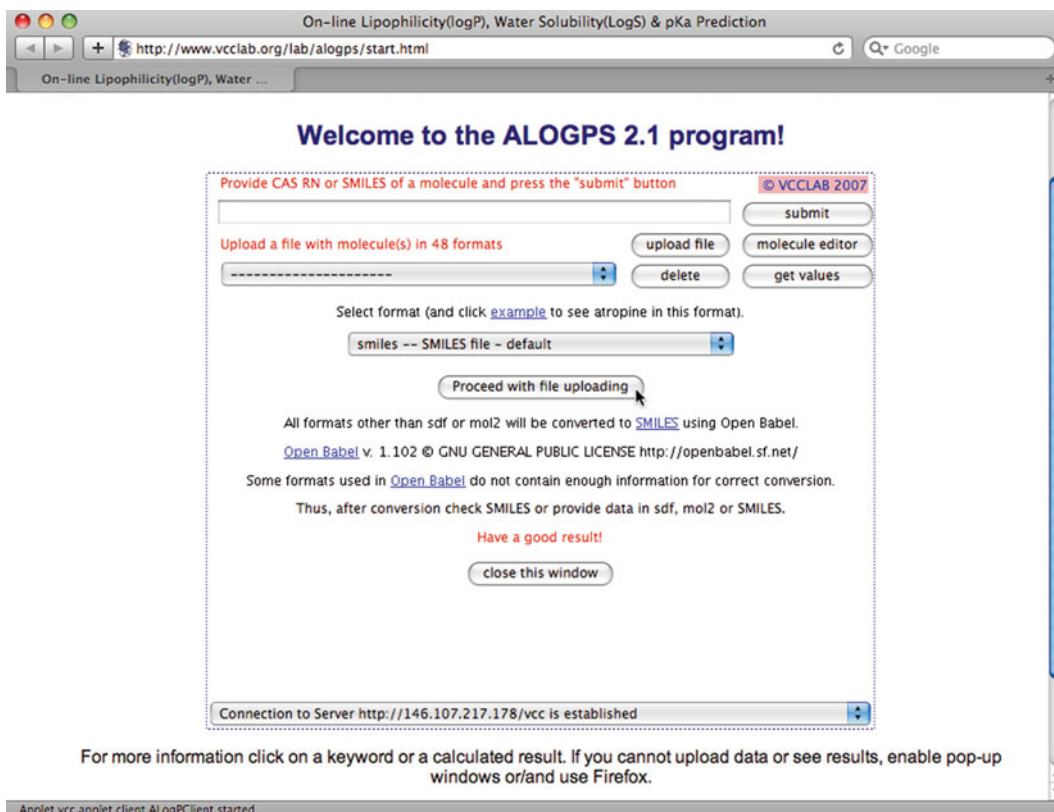 On-line Lipophilicity(logP), Water Solubility(LogS) & pKa Prediction
http://www.vcclab.org/lab/alogps/start.html
Google
On-line Lipophilicity(logP), Water ...
Welcome to the ALOGPS 2.1 program!
Provide CAS RN or SMILES of a molecule and press the "submit" button
© VCCLAB 2007
submit
Upload a file with molecule(s) in 48 formats
upload file
molecule editor
---------------------
delete
get values
Select format (and click example to see atropine in this format).
smiles -- SMILES file - default
Proceed with file uploading
All formats other than sdf or mol2 will be converted to SMILES using Open Babel.
Open Babel v. 1.102 © GNU GENERAL PUBLIC LICENSE http://openbabel.sf.net/
Some formats used in Open Babel do not contain enough information for correct conversion.
Thus, after conversion check SMILES or provide data in sdf, mol2 or SMILES.
Have a good result!
close this window
Connection to Server http://146.107.217.178/vcc is established
For more information click on a keyword or a calculated result. If you cannot upload data or see results, enable pop-up
windows or/and use Firefox.
Applet vcc.applet.client.ALogPClient started